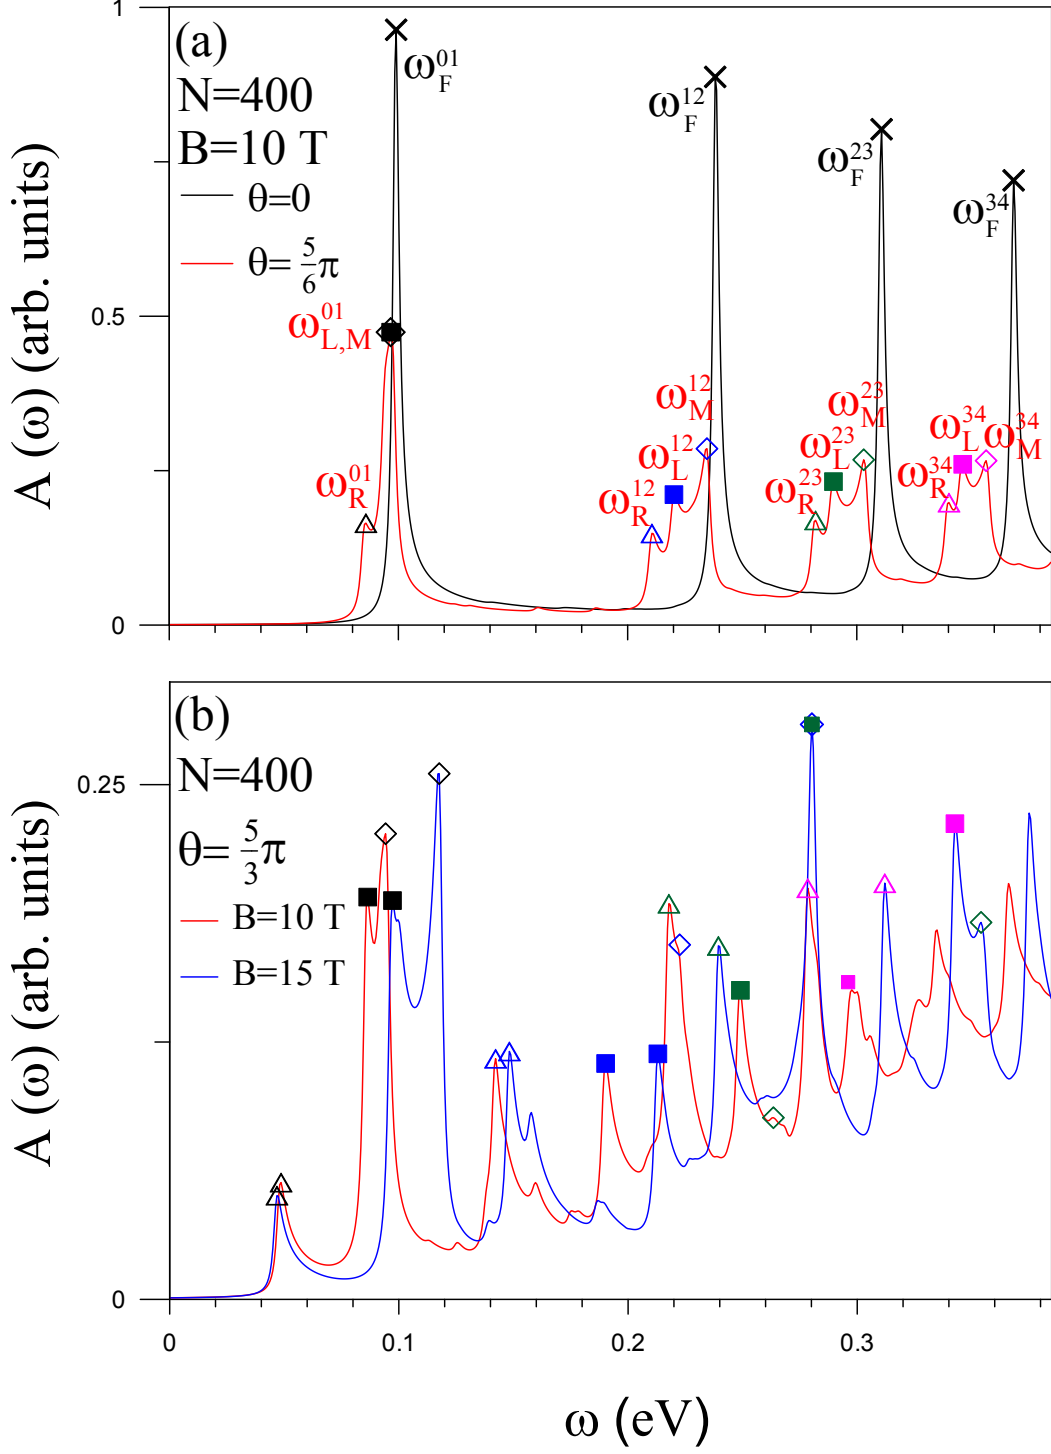 1
(a)
N=400
B=10 T
θ=0
θ= 5/6 π
ω_F^01
ω_F^12
ω_F^23
ω_F^34
0.5
ω_L,M^01
ω_R^01
ω_R^12
ω_L^12
ω_M^12
ω_R^23
ω_L^23
ω_M^23
ω_R^34
ω_L^34
ω_M^34
0
A (ω) (arb. units)
(b)
N=400
θ= 5/3 π
B=10 T
B=15 T
0.25
0
A (ω) (arb. units)
0 0.1 0.2 0.3
ω (eV)